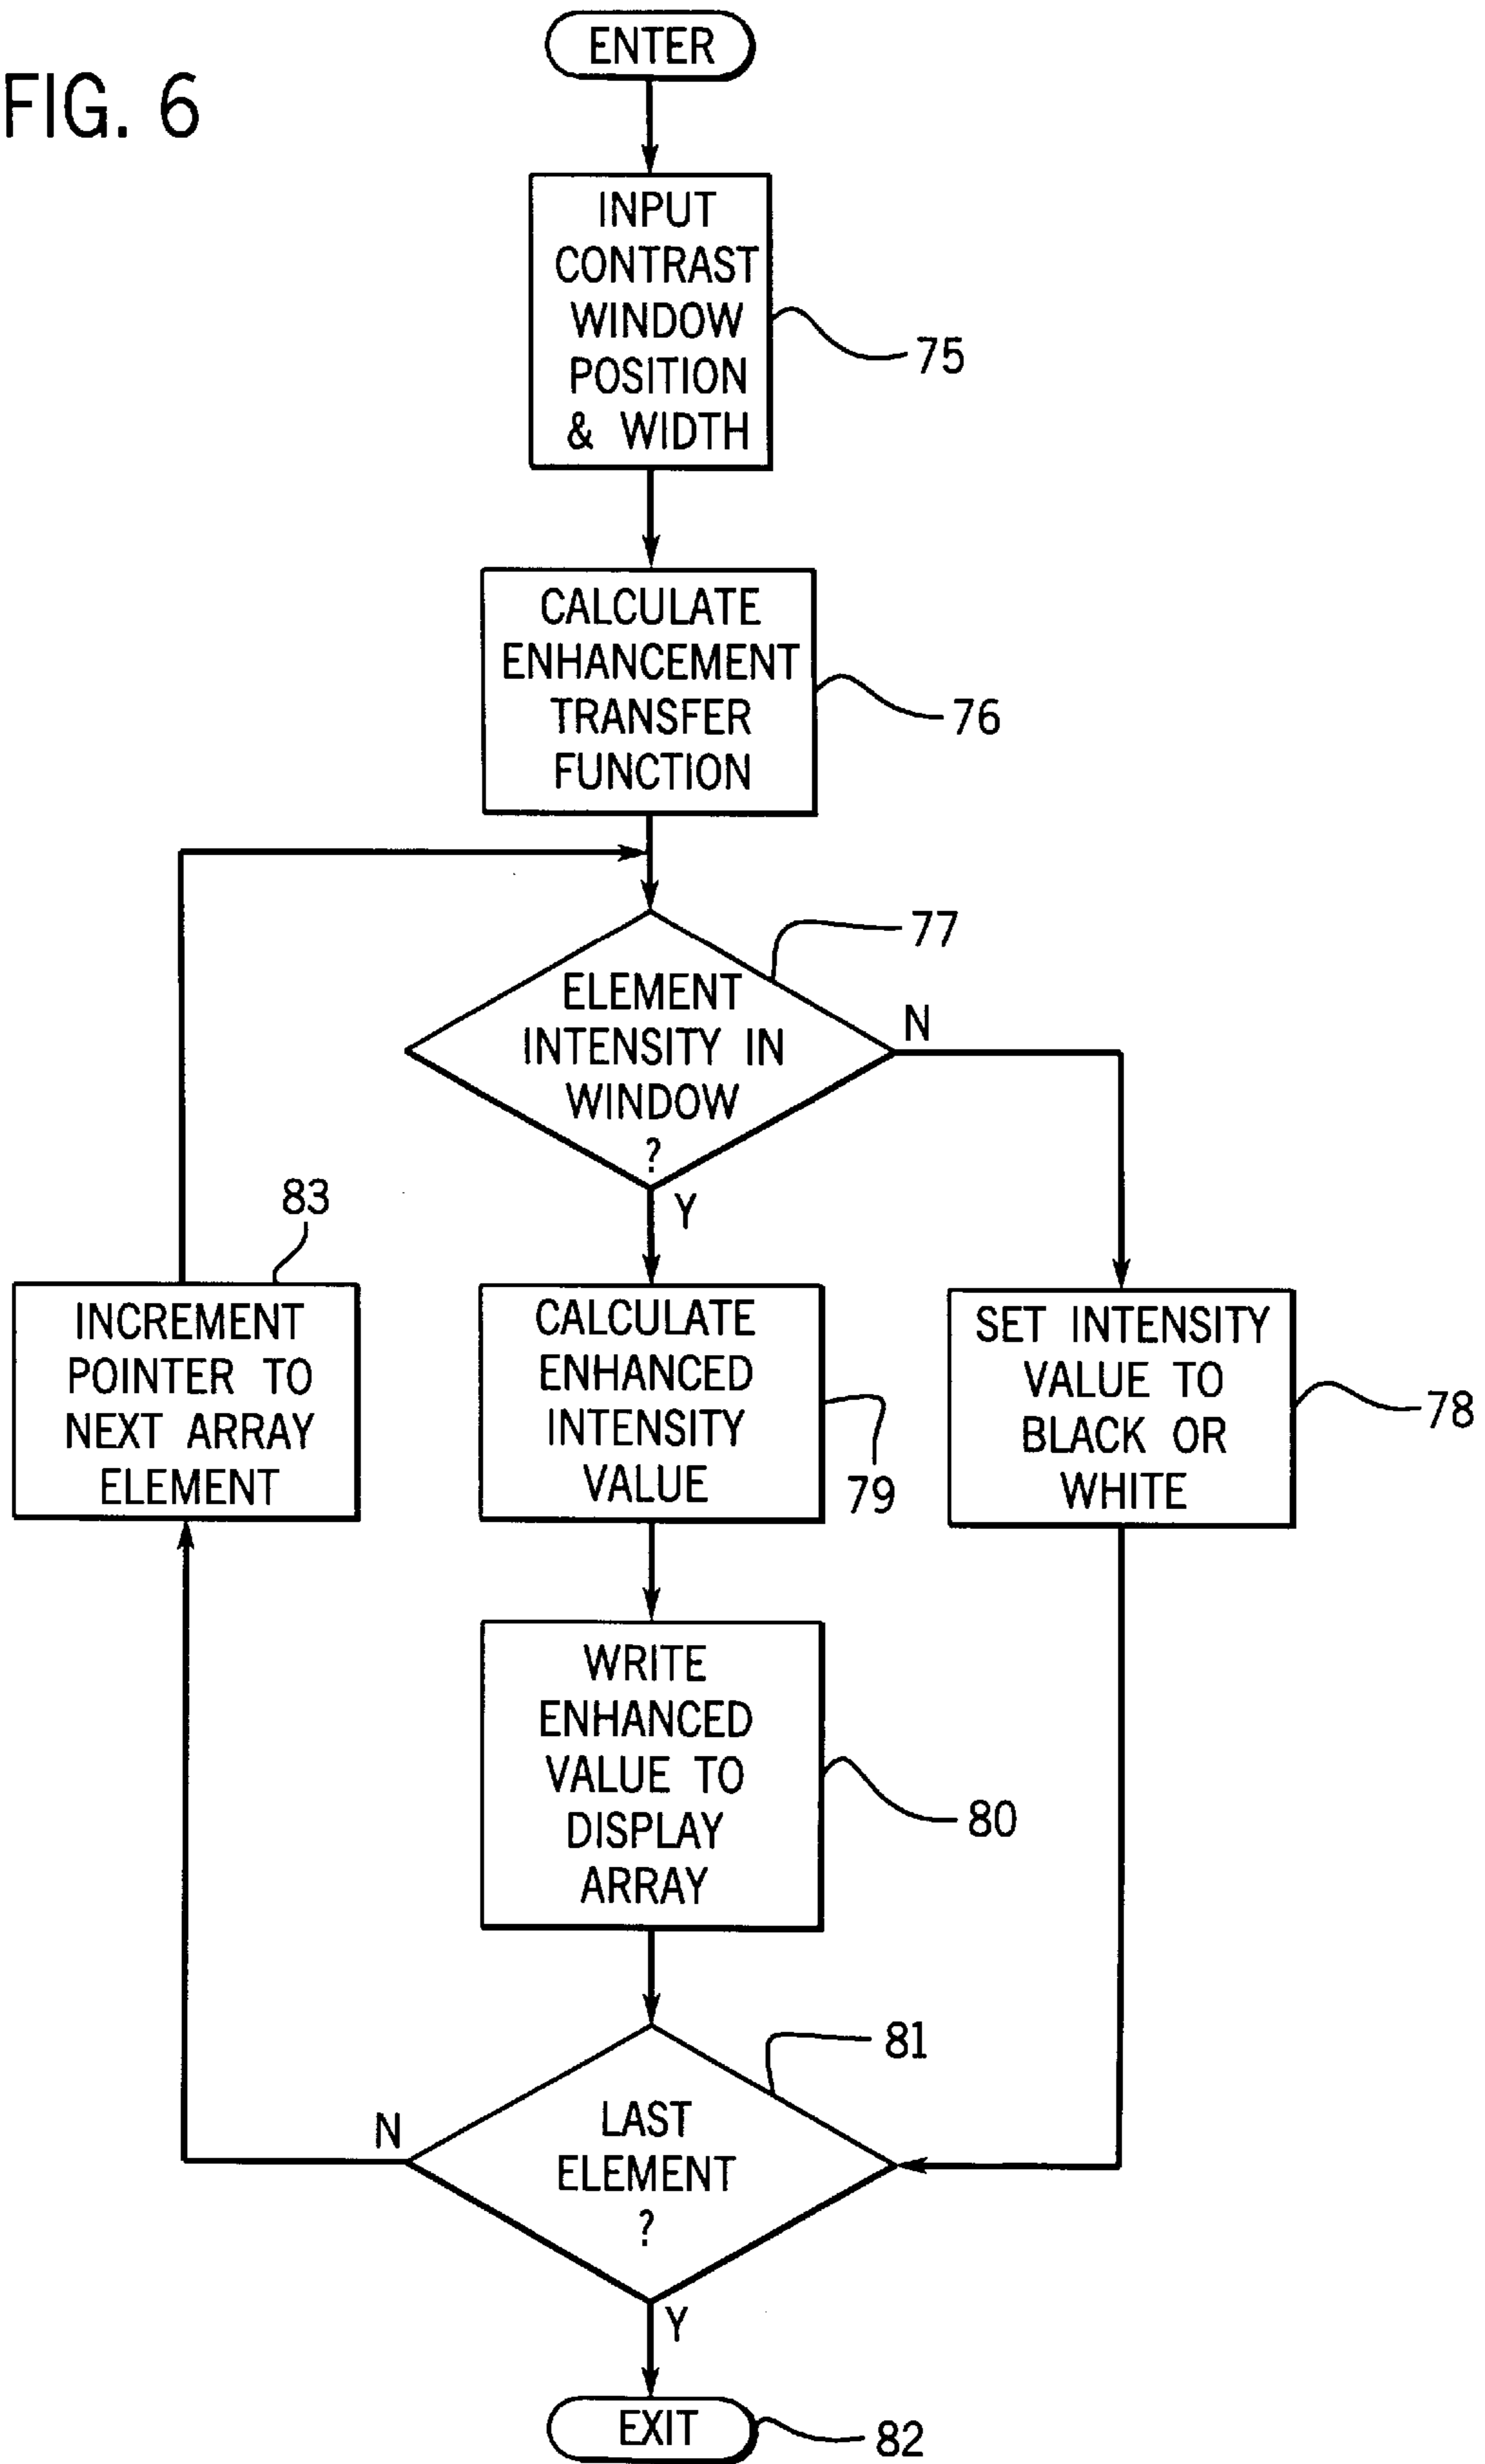 FIG. 6
ENTER
INPUT
CONTRAST
WINDOW
POSITION
& WIDTH
75
CALCULATE
ENHANCEMENT
TRANSFER
FUNCTION
76
77
ELEMENT
INTENSITY IN
WINDOW
?
N
Y
83
INCREMENT
POINTER TO
NEXT ARRAY
ELEMENT
CALCULATE
ENHANCED
INTENSITY
VALUE
79
SET INTENSITY
VALUE TO
BLACK OR
WHITE
78
WRITE
ENHANCED
VALUE TO
DISPLAY
ARRAY
80
81
LAST
ELEMENT
?
N
Y
EXIT
82